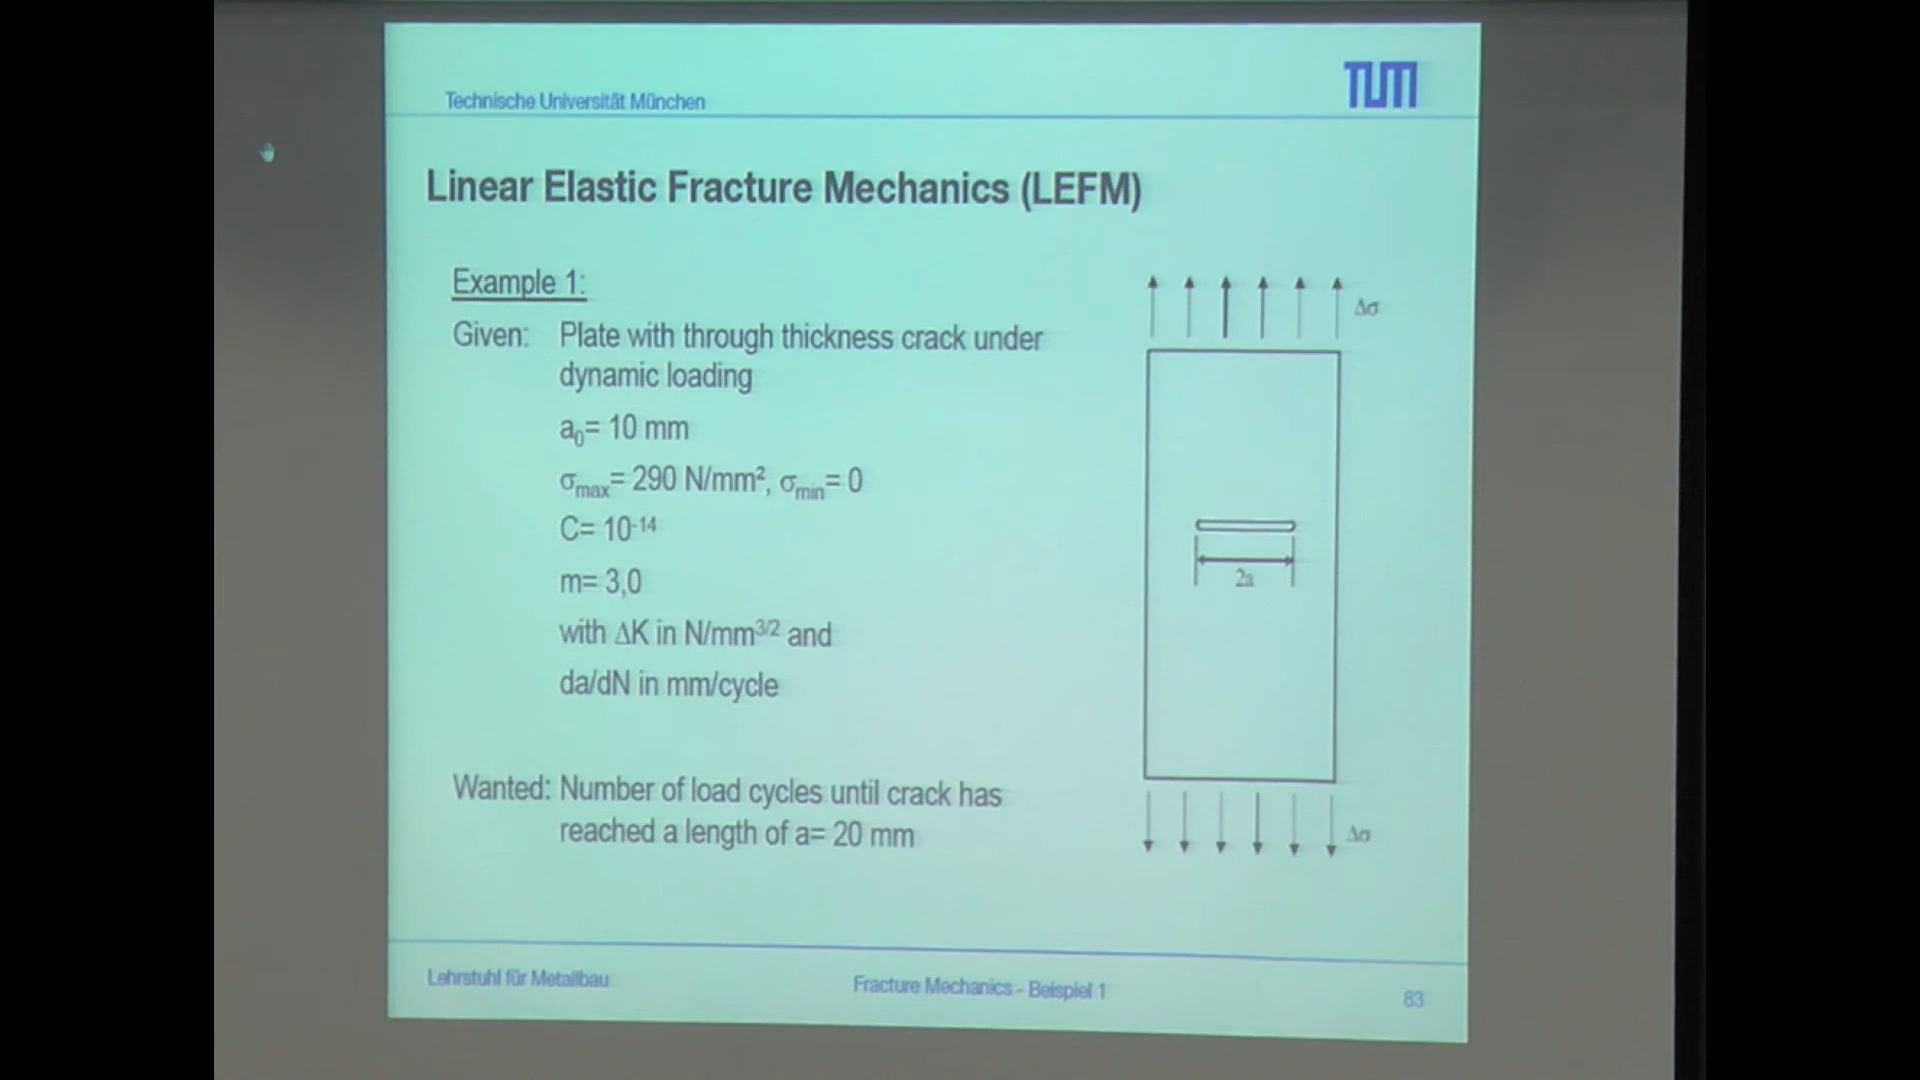 Technische Universität München
TUM
Linear Elastic Fracture Mechanics (LEFM)
Example 1:
Given: Plate with through thickness crack under
dynamic loading
a₀= 10 mm
σmax= 290 N/mm², σmin= 0
C= 10⁻¹⁴
m= 3,0
with ΔK in N/mm³ᐟ² and
da/dN in mm/cycle
Wanted: Number of load cycles until crack has
reached a length of a= 20 mm
Δσ
2a
Δσ
Lehrstuhl für Metallbau
Fracture Mechanics - Beispiel 1
83